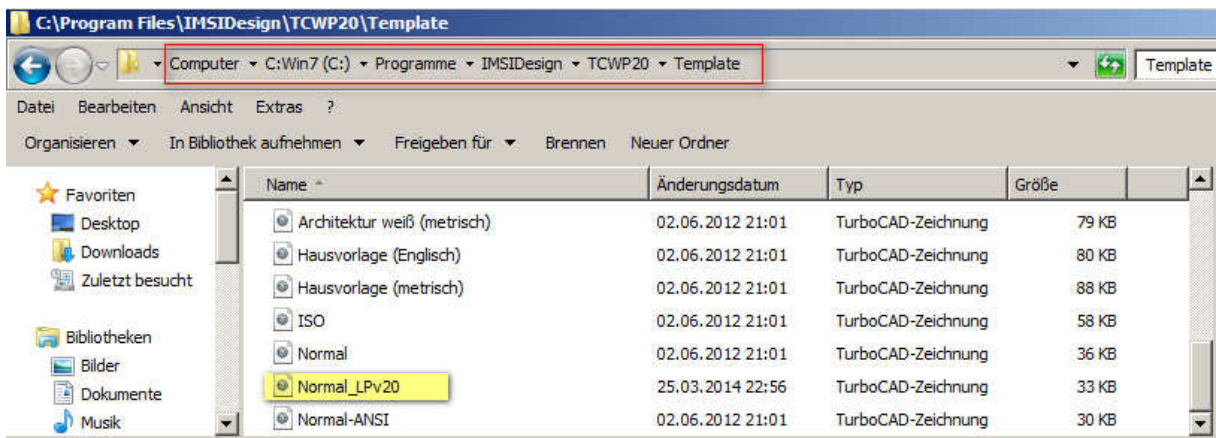 C:\Program Files\IMSIDesign\TCWP20\Template
Computer C:Win7 (C:) Programme IMSIDesign TCWP20 Template Template
Datei Bearbeiten Ansicht Extras ?
Organisieren In Bibliothek aufnehmen Freigeben für Brennen Neuer Ordner
Favoriten
Desktop
Downloads
Zuletzt besucht
Bibliotheken
Bilder
Dokumente
Musik
Name Änderungsdatum Typ Größe
Architektur weiß (metrisch) 02.06.2012 21:01 TurboCAD-Zeichnung 79 KB
Hausvorlage (Englisch) 02.06.2012 21:01 TurboCAD-Zeichnung 80 KB
Hausvorlage (metrisch) 02.06.2012 21:01 TurboCAD-Zeichnung 88 KB
ISO 02.06.2012 21:01 TurboCAD-Zeichnung 58 KB
Normal 02.06.2012 21:01 TurboCAD-Zeichnung 36 KB
Normal_LPv20 25.03.2014 22:56 TurboCAD-Zeichnung 33 KB
Normal-ANSI 02.06.2012 21:01 TurboCAD-Zeichnung 30 KB